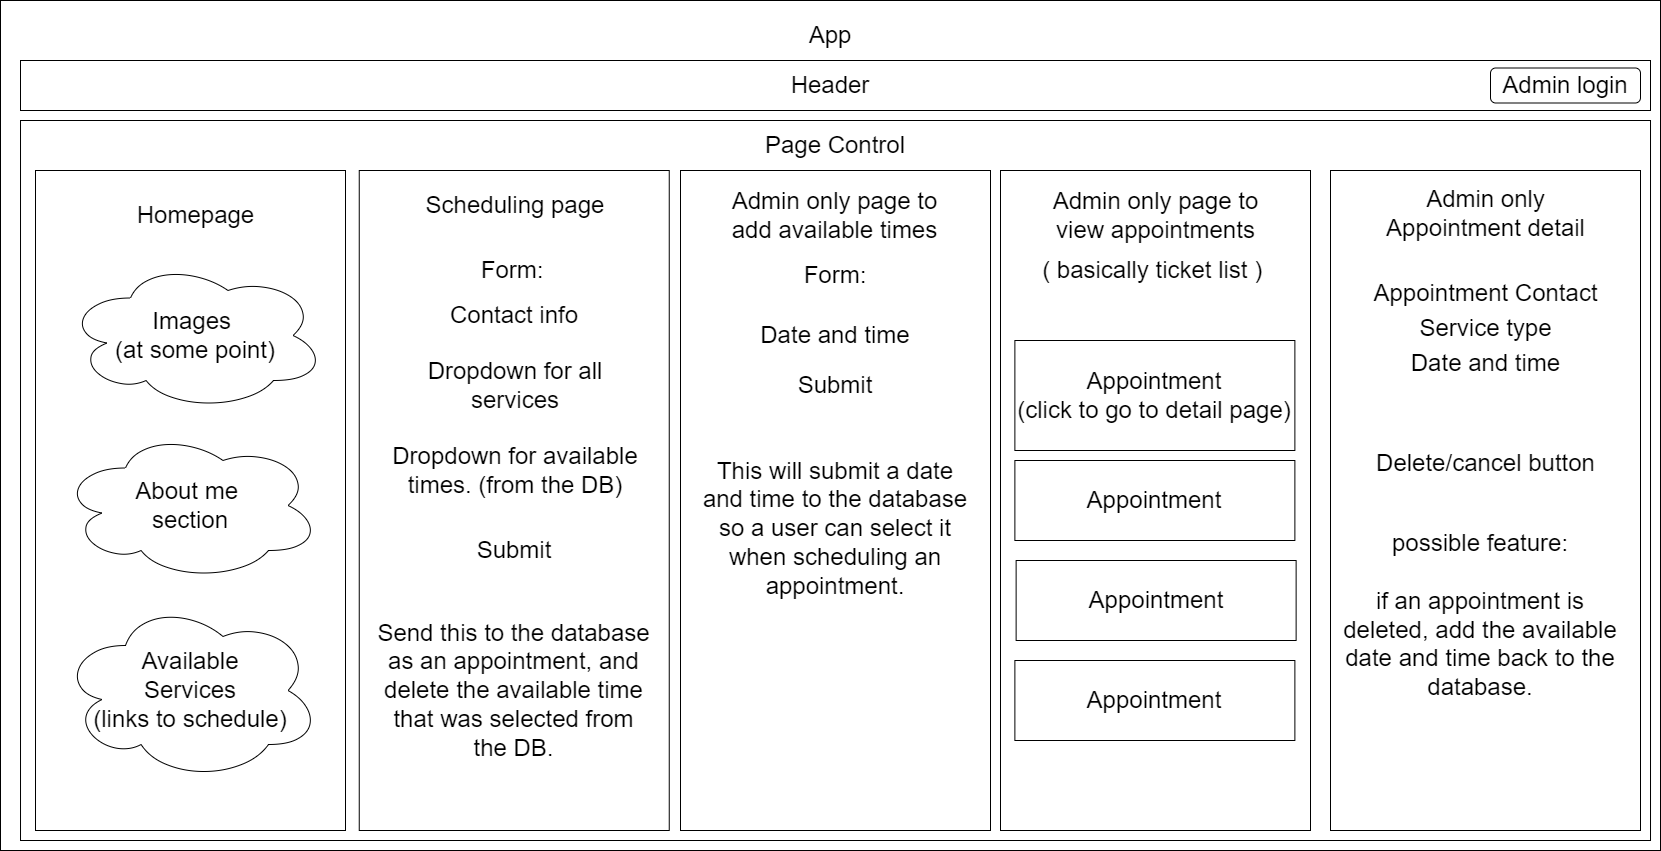 App
Header
Admin login
Page Control
Homepage
Images
(at some point)
About me
section
Available
Services
(links to schedule)
Scheduling page
Form:
Contact info
Dropdown for all
services
Dropdown for available
times. (from the DB)
Submit
Send this to the database
as an appointment, and
delete the available time
that was selected from
the DB.
Admin only page to
add available times
Form:
Date and time
Submit
This will submit a date
and time to the database
so a user can select it
when scheduling an
appointment.
Admin only page to
view appointments
( basically ticket list )
Appointment
(click to go to detail page)
Appointment
Appointment
Appointment
Admin only
Appointment detail
Appointment Contact
Service type
Date and time
Delete/cancel button
possible feature:
if an appointment is
deleted, add the available
date and time back to the
database.